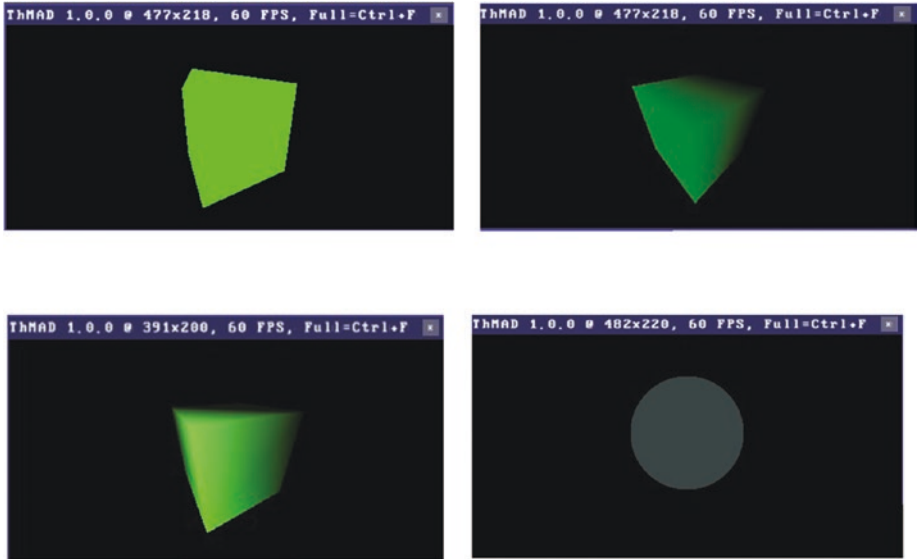 ThMAD 1.0.0 @ 477x218, 60 FPS, Full=Ctrl+F
ThMAD 1.0.0 @ 477x218, 60 FPS, Full=Ctrl+F
ThMAD 1.0.0 @ 391x200, 60 FPS, Full=Ctrl+F
ThMAD 1.0.0 @ 482x220, 60 FPS, Full=Ctrl+F